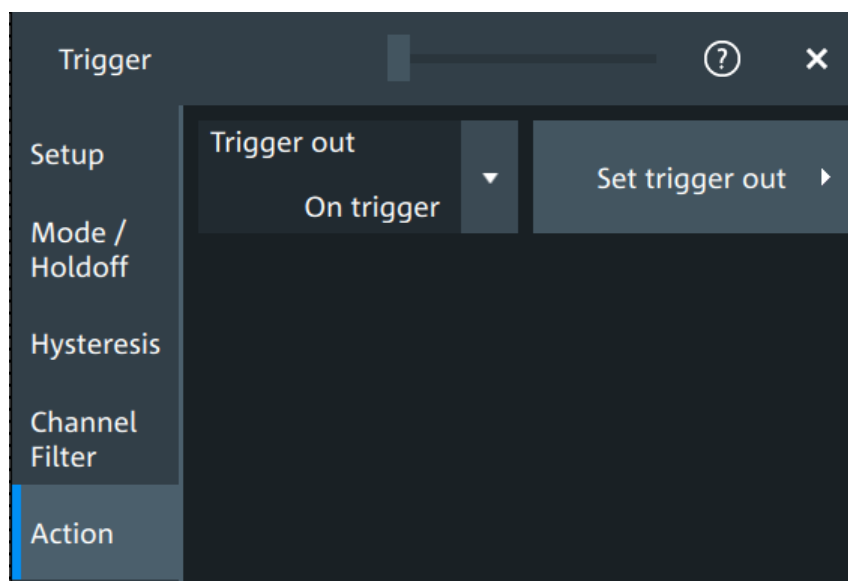 Trigger
?
Setup
Mode /
Holdoff
Hysteresis
Channel
Filter
Action
Trigger out
On trigger
Set trigger out